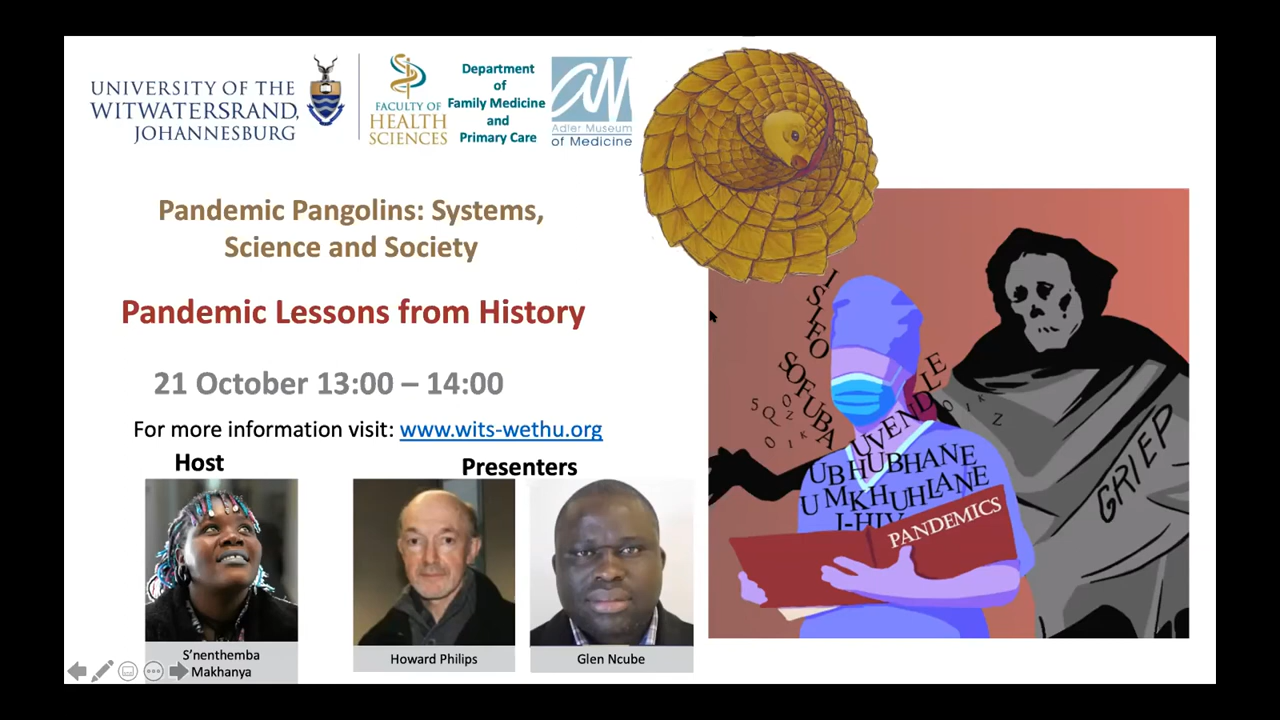 UNIVERSITY OF THE
WITWATERSRAND,
JOHANNESBURG
FACULTY OF
HEALTH
SCIENCES
Department
of
Family Medicine
and
Primary Care
Adler Museum
of Medicine
Pandemic Pangolins: Systems,
Science and Society
Pandemic Lessons from History
21 October 13:00 – 14:00
For more information visit: www.wits-wethu.org
Host
Presenters
S’nenthemba
Makhanya
Howard Philips
Glen Ncube
ISIFO
SOFUBA
UVENDLE
UBHUBHANE
UMKHUHLANE
I-HIV
PANDEMICS
GRIEP